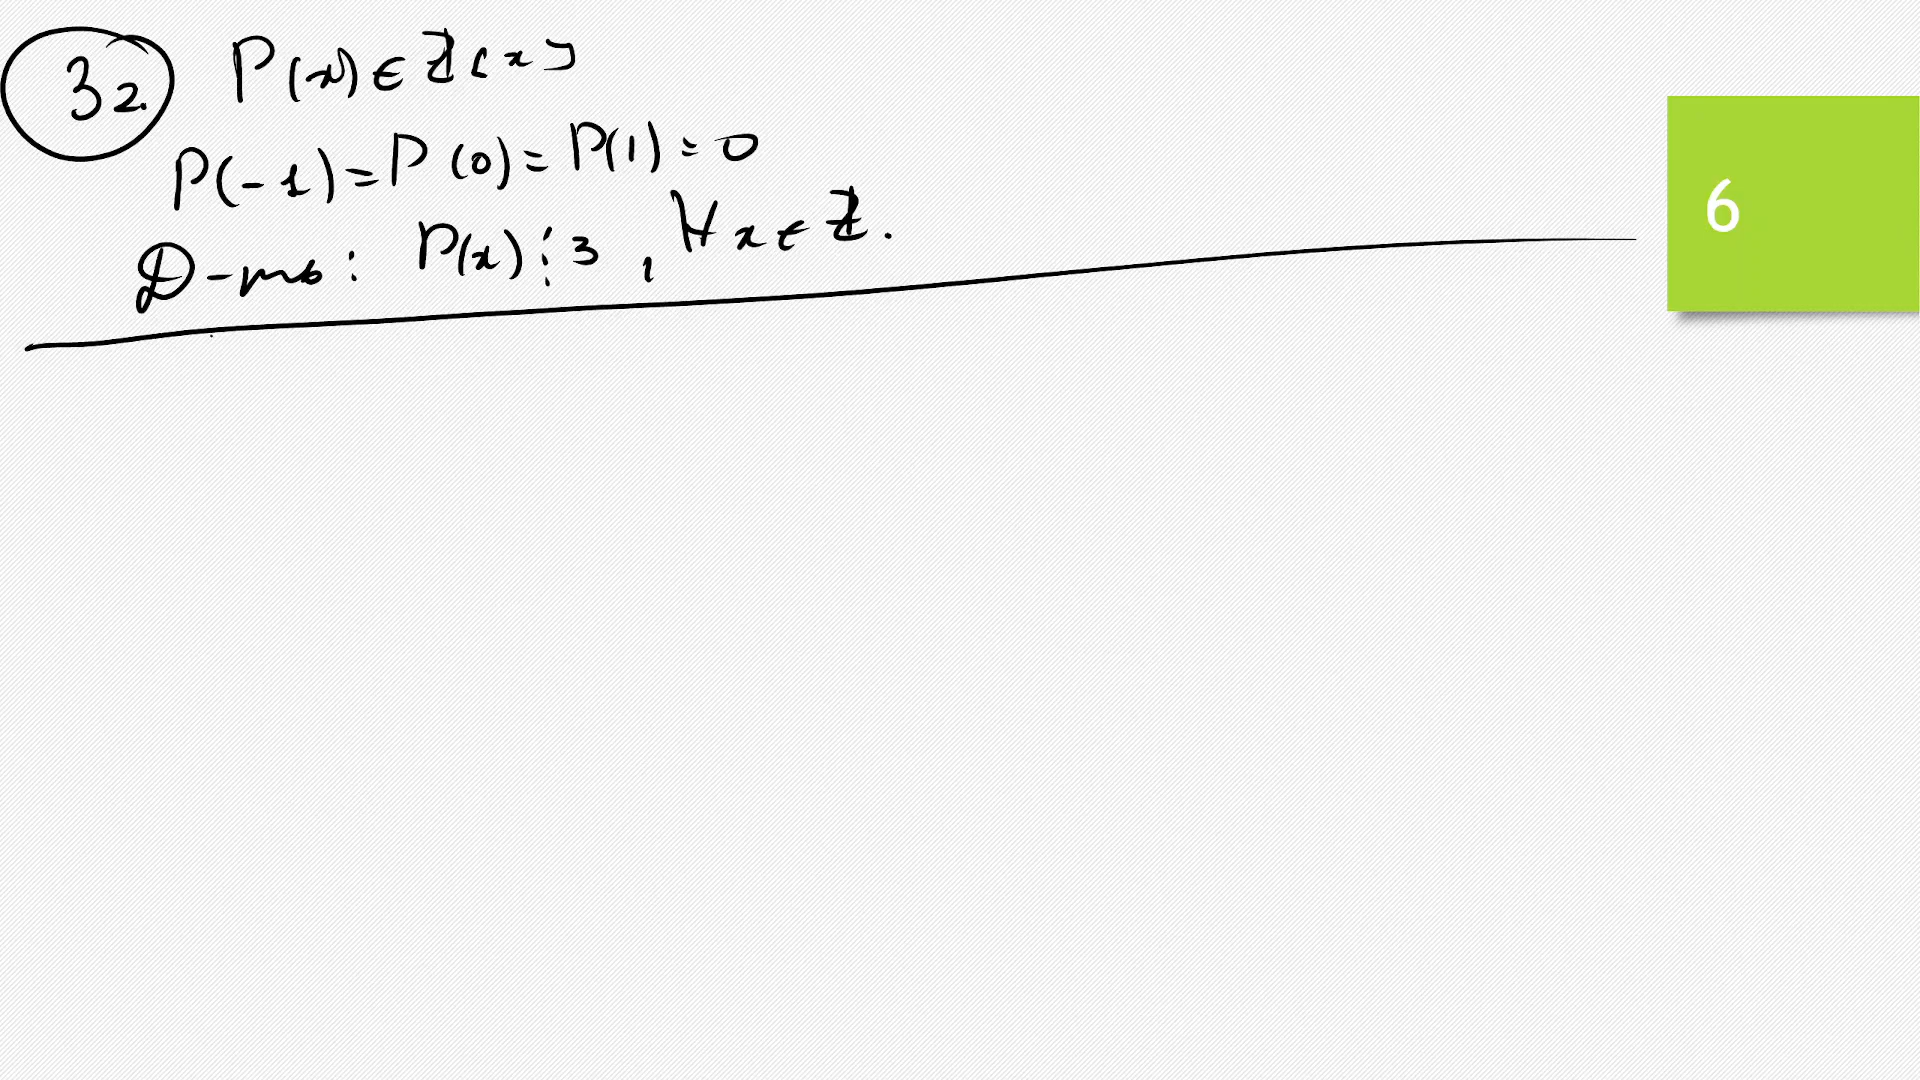 32. P(x) ∈ ℤ[x]
P(-1) = P(0) = P(1) = 0
D-ть: P(x) ⋮ 3, ∀x ∈ ℤ.
6